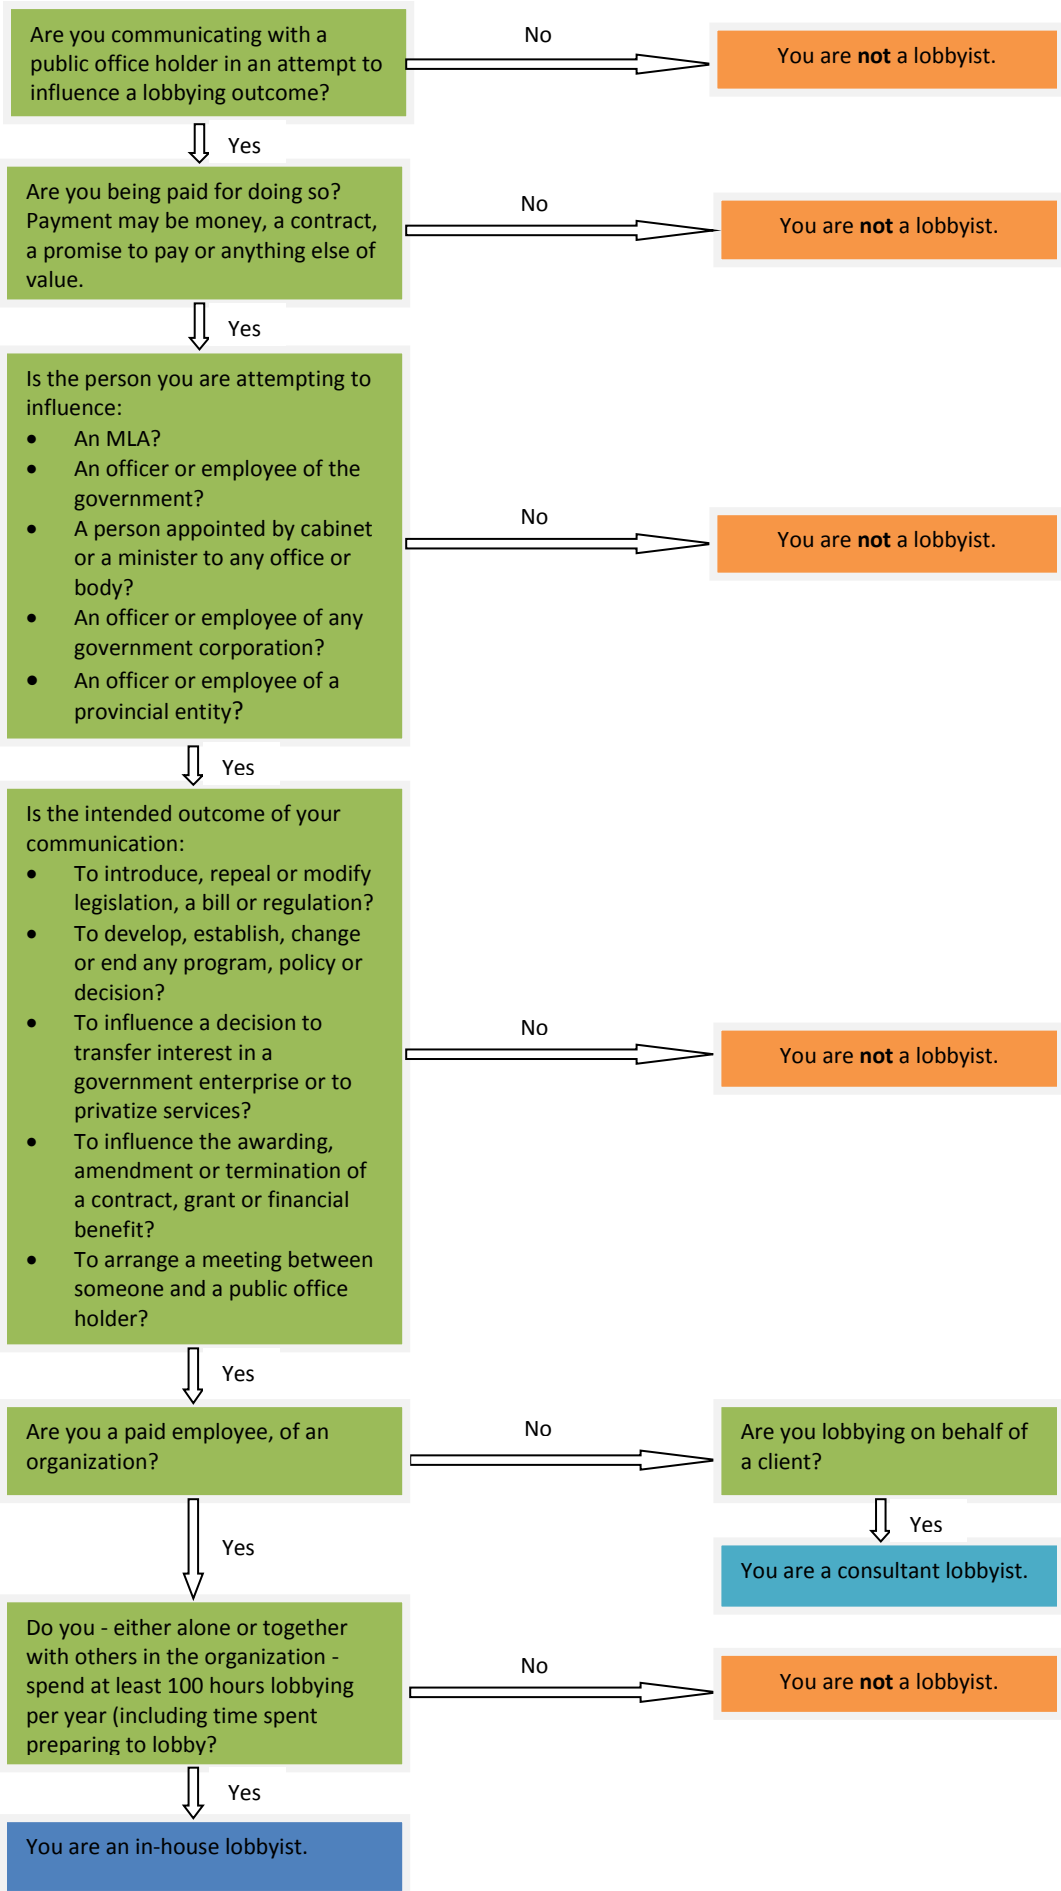 Are you communicating with a
public office holder in an attempt to
influence a lobbying outcome?
No
You are not a lobbyist.
Yes
Are you being paid for doing so?
Payment may be money, a contract,
a promise to pay or anything else of
value.
No
You are not a lobbyist.
Yes
Is the person you are attempting to
influence:
• An MLA?
• An officer or employee of the
government?
• A person appointed by cabinet
or a minister to any office or
body?
• An officer or employee of any
government corporation?
• An officer or employee of a
provincial entity?
No
You are not a lobbyist.
Yes
Is the intended outcome of your
communication:
• To introduce, repeal or modify
legislation, a bill or regulation?
• To develop, establish, change
or end any program, policy or
decision?
• To influence a decision to
transfer interest in a
government enterprise or to
privatize services?
• To influence the awarding,
amendment or termination of
a contract, grant or financial
benefit?
• To arrange a meeting between
someone and a public office
holder?
No
You are not a lobbyist.
Yes
Are you a paid employee, of an
organization?
No
Are you lobbying on behalf of
a client?
Yes
You are a consultant lobbyist.
Yes
Do you - either alone or together
with others in the organization -
spend at least 100 hours lobbying
per year (including time spent
preparing to lobby?
No
You are not a lobbyist.
Yes
You are an in-house lobbyist.